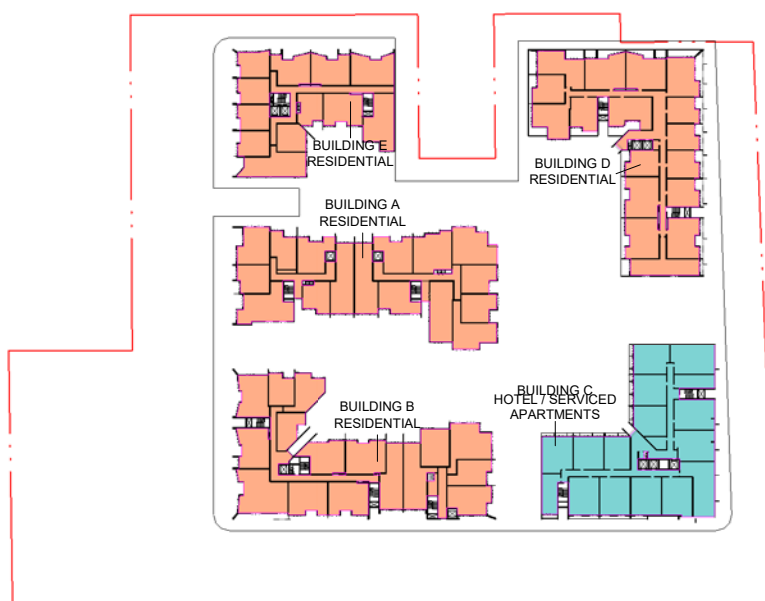 BUILDING E
RESIDENTIAL
BUILDING D
RESIDENTIAL
BUILDING A
RESIDENTIAL
BUILDING C
HOTEL / SERVICED
APARTMENTS
BUILDING B
RESIDENTIAL